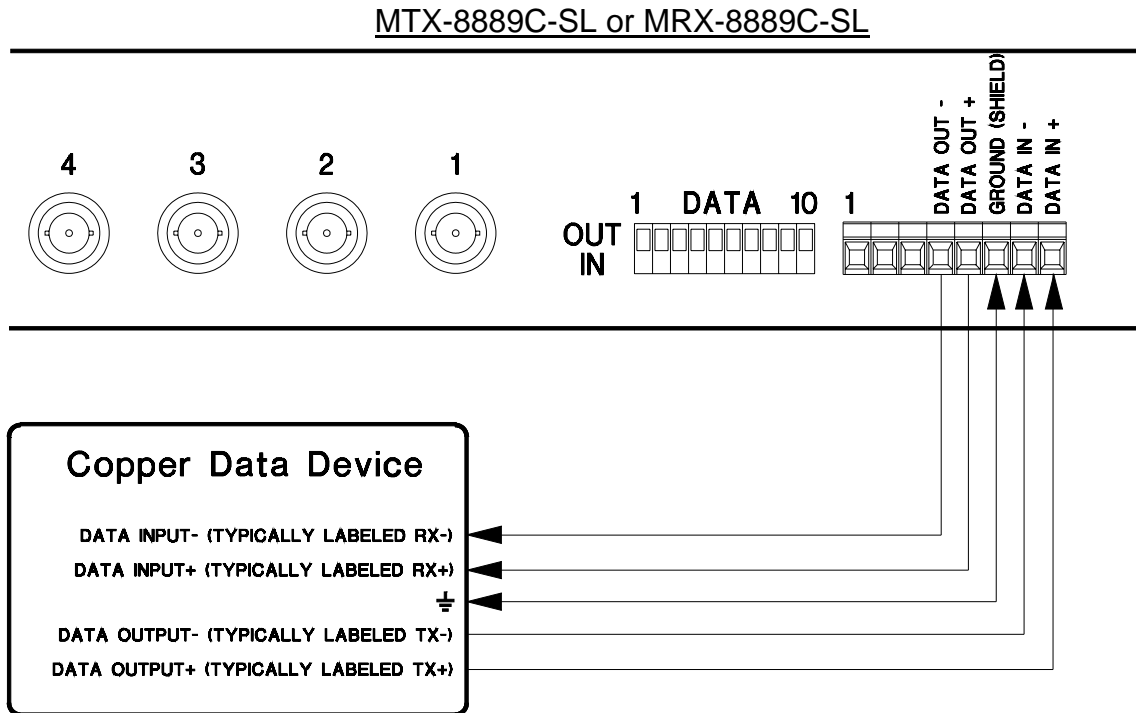 MTX-8889C-SL or MRX-8889C-SL
DATA OUT -
DATA OUT +
GROUND (SHIELD)
DATA IN -
DATA IN +
4 3 2 1
1 DATA 10 1
OUT
IN
Copper Data Device
DATA INPUT- (TYPICALLY LABELED RX-)
DATA INPUT+ (TYPICALLY LABELED RX+)
DATA OUTPUT- (TYPICALLY LABELED TX-)
DATA OUTPUT+ (TYPICALLY LABELED TX+)